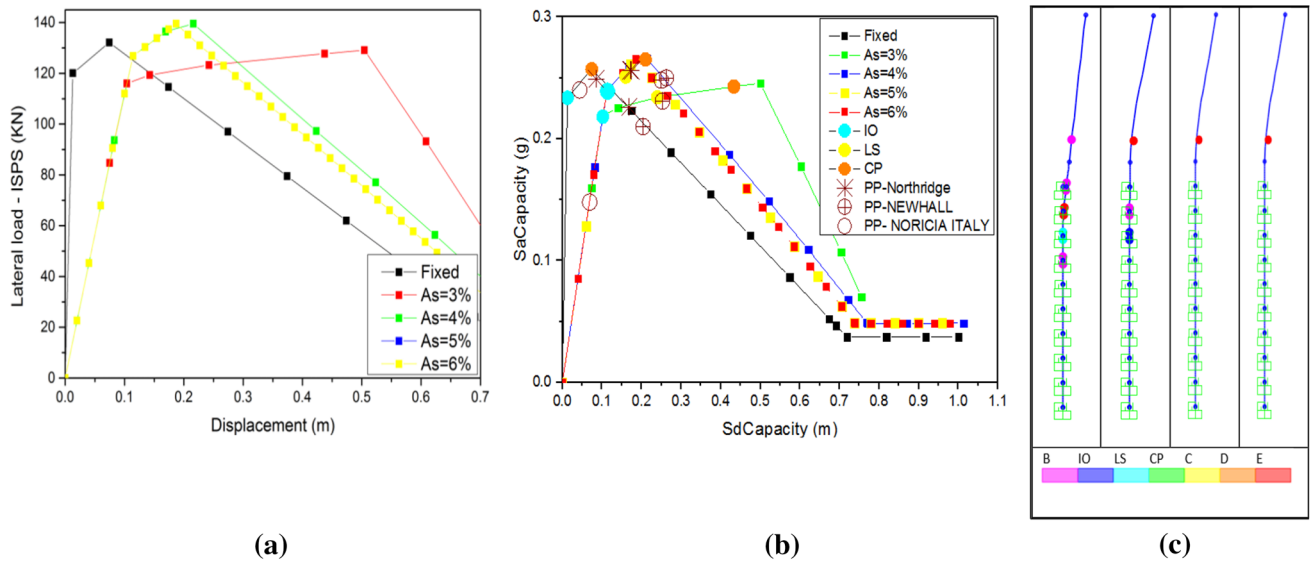 Lateral load - ISPS (KN)
140
120
100
80
60
40
20
0
0.0 0.1 0.2 0.3 0.4 0.5 0.6 0.7
Displacement (m)
Fixed
As=3%
As=4%
As=5%
As=6%
(a)
SaCapacity (g)
0.3
0.2
0.1
0.0
0.0 0.1 0.2 0.3 0.4 0.5 0.6 0.7 0.8 0.9 1.0 1.1
SdCapacity (m)
Fixed
As=3%
As=4%
As=5%
As=6%
IO
LS
CP
PP-Northridge
PP-NEWHALL
PP- NORICIA ITALY
(b)
B IO LS CP C D E
(c)